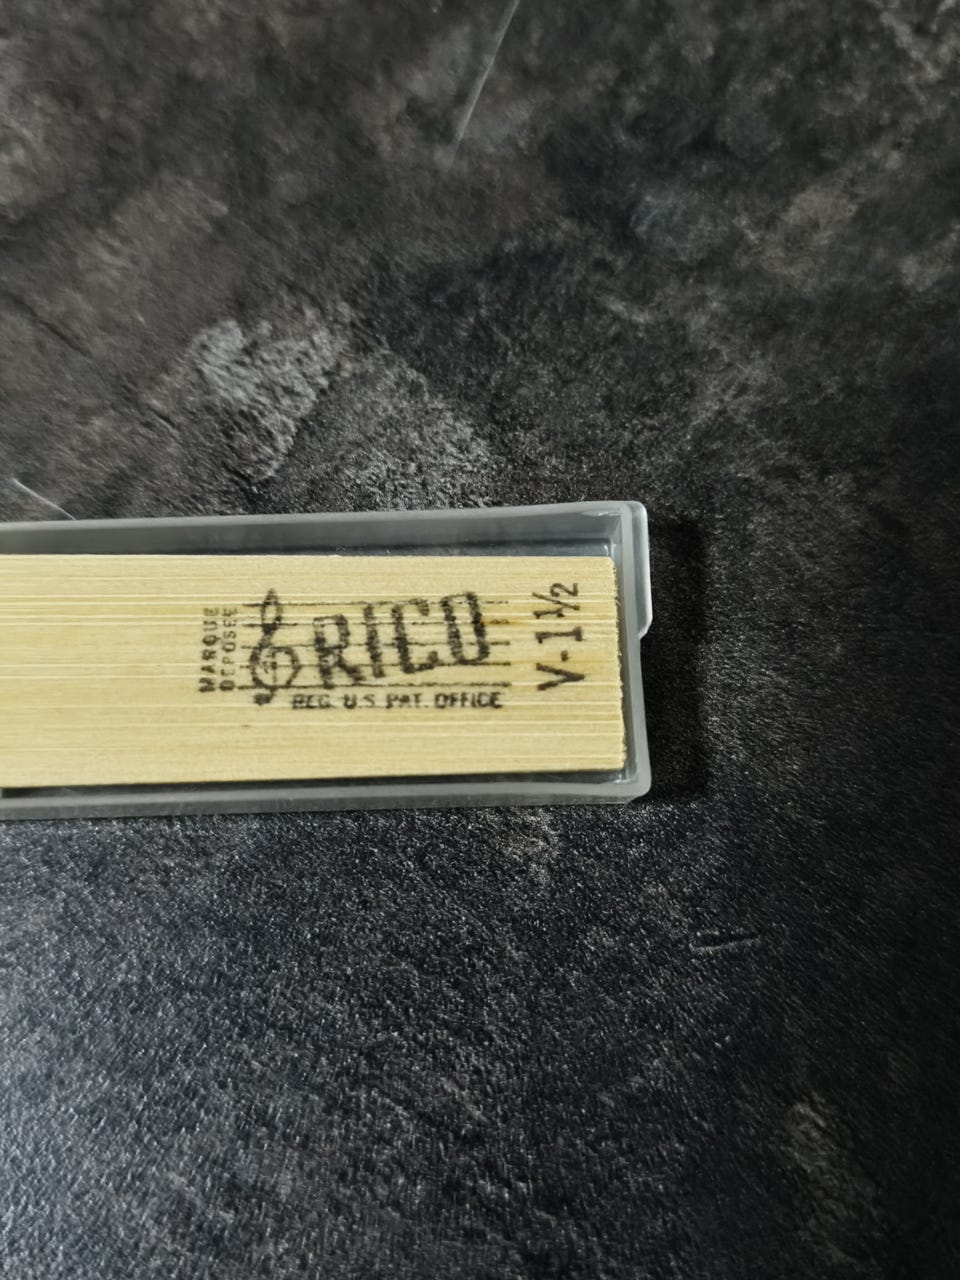 MARQUE
DEPOSEE
RICO
REG. U.S. PAT. OFFICE
V-1½